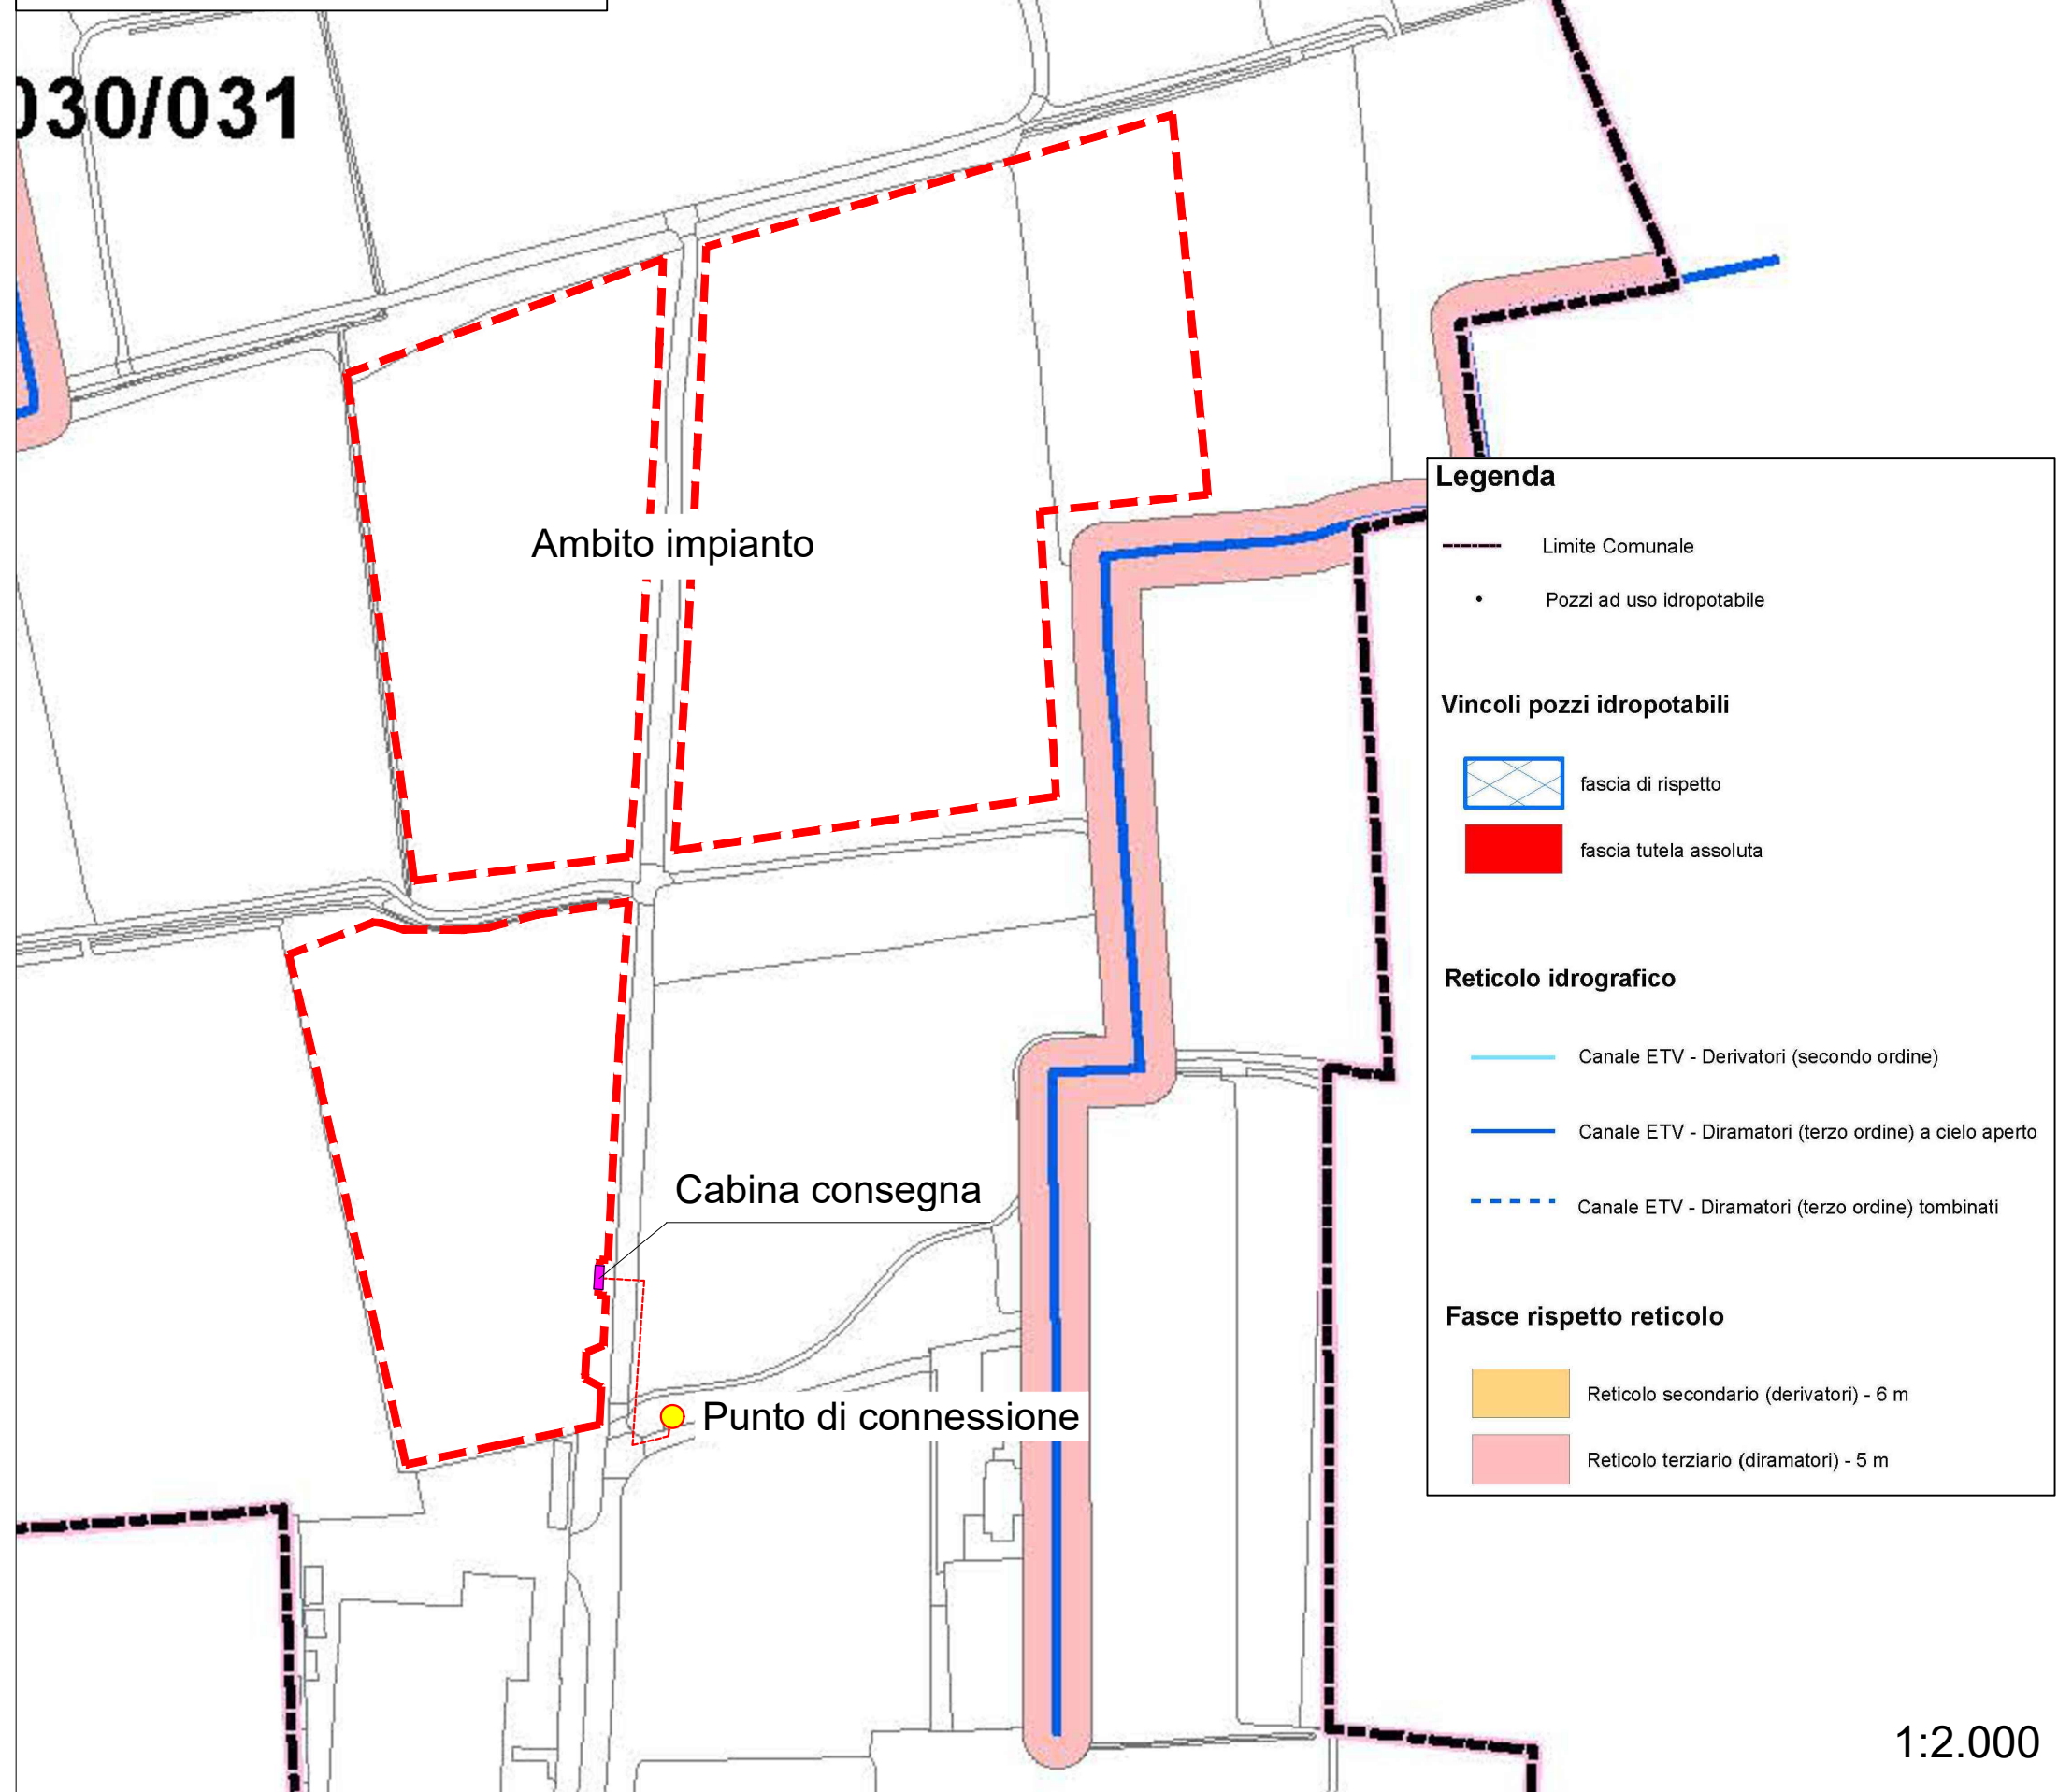 030/031
Ambito impianto
Cabina consegna
Punto di connessione
Legenda
Limite Comunale
Pozzi ad uso idropotabile
Vincoli pozzi idropotabili
fascia di rispetto
fascia tutela assoluta
Reticolo idrografico
Canale ETV - Derivatori (secondo ordine)
Canale ETV - Diramatori (terzo ordine) a cielo aperto
Canale ETV - Diramatori (terzo ordine) tombinati
Fasce rispetto reticolo
Reticolo secondario (derivatori) - 6 m
Reticolo terziario (diramatori) - 5 m
1:2.000